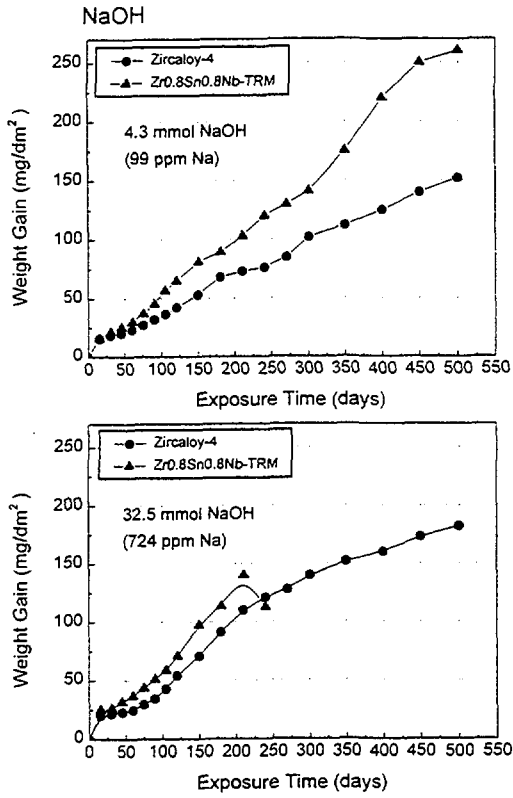 NaOH
Zircaloy-4
Zr0.8Sn0.8Nb-TRM
4.3 mmol NaOH
(99 ppm Na)
Weight Gain (mg/dm²)
250
200
150
100
50
0
0 50 100 150 200 250 300 350 400 450 500 550
Exposure Time (days)
Zircaloy-4
Zr0.8Sn0.8Nb-TRM
32.5 mmol NaOH
(724 ppm Na)
Weight Gain (mg/dm²)
250
200
150
100
50
0
0 50 100 150 200 250 300 350 400 450 500 550
Exposure Time (days)